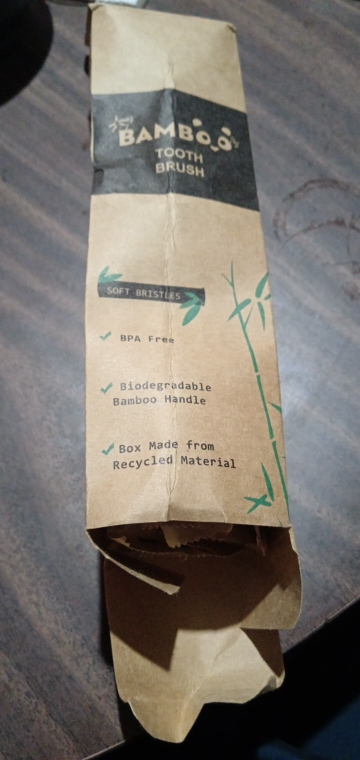 BAMBOO
TOOTH
BRUSH
SOFT BRISTLES
BPA Free
Biodegradable
Bamboo Handle
Box Made from
Recycled Material